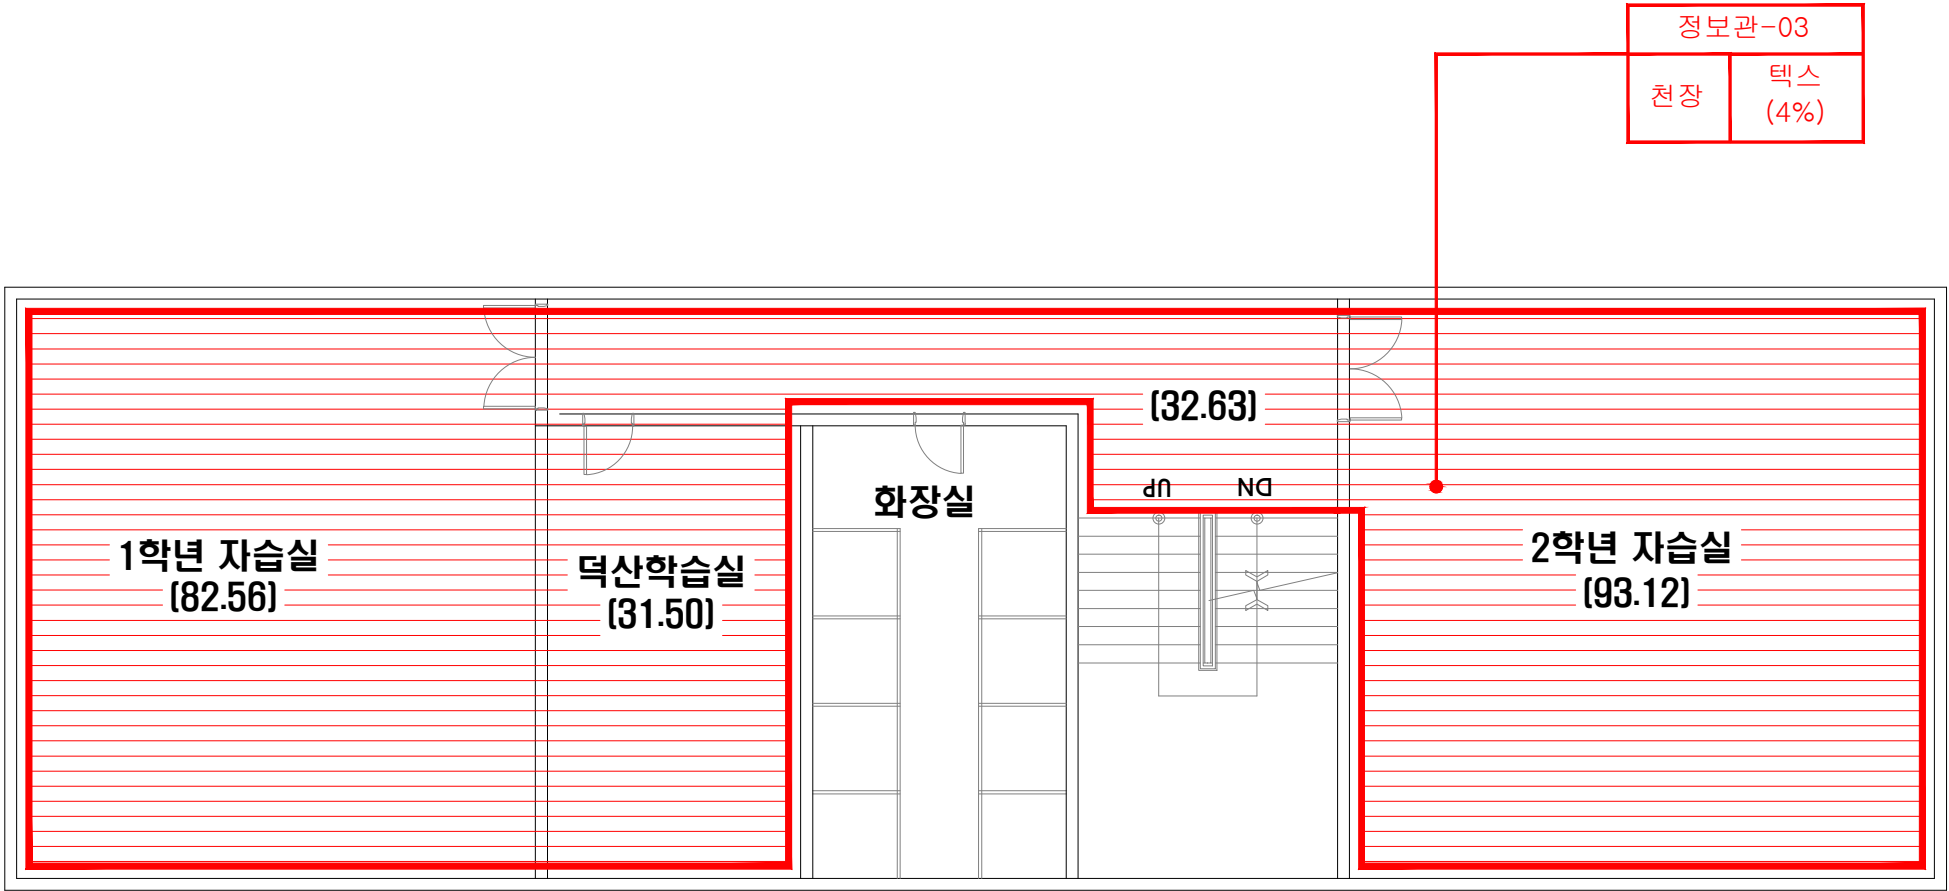 정보관-03
천장
텍스
(4%)
(32.63)
UP
DN
화장실
1학년 자습실
(82.56)
덕산학습실
(31.50)
2학년 자습실
(93.12)